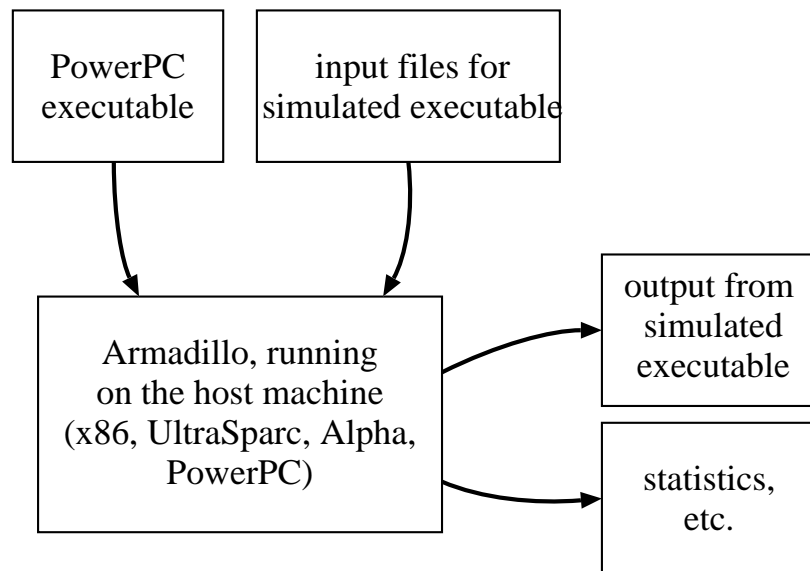 PowerPC
executable
input files for
simulated executable
Armadillo, running
on the host machine
(x86, UltraSparc, Alpha,
PowerPC)
output from
simulated
executable
statistics,
etc.